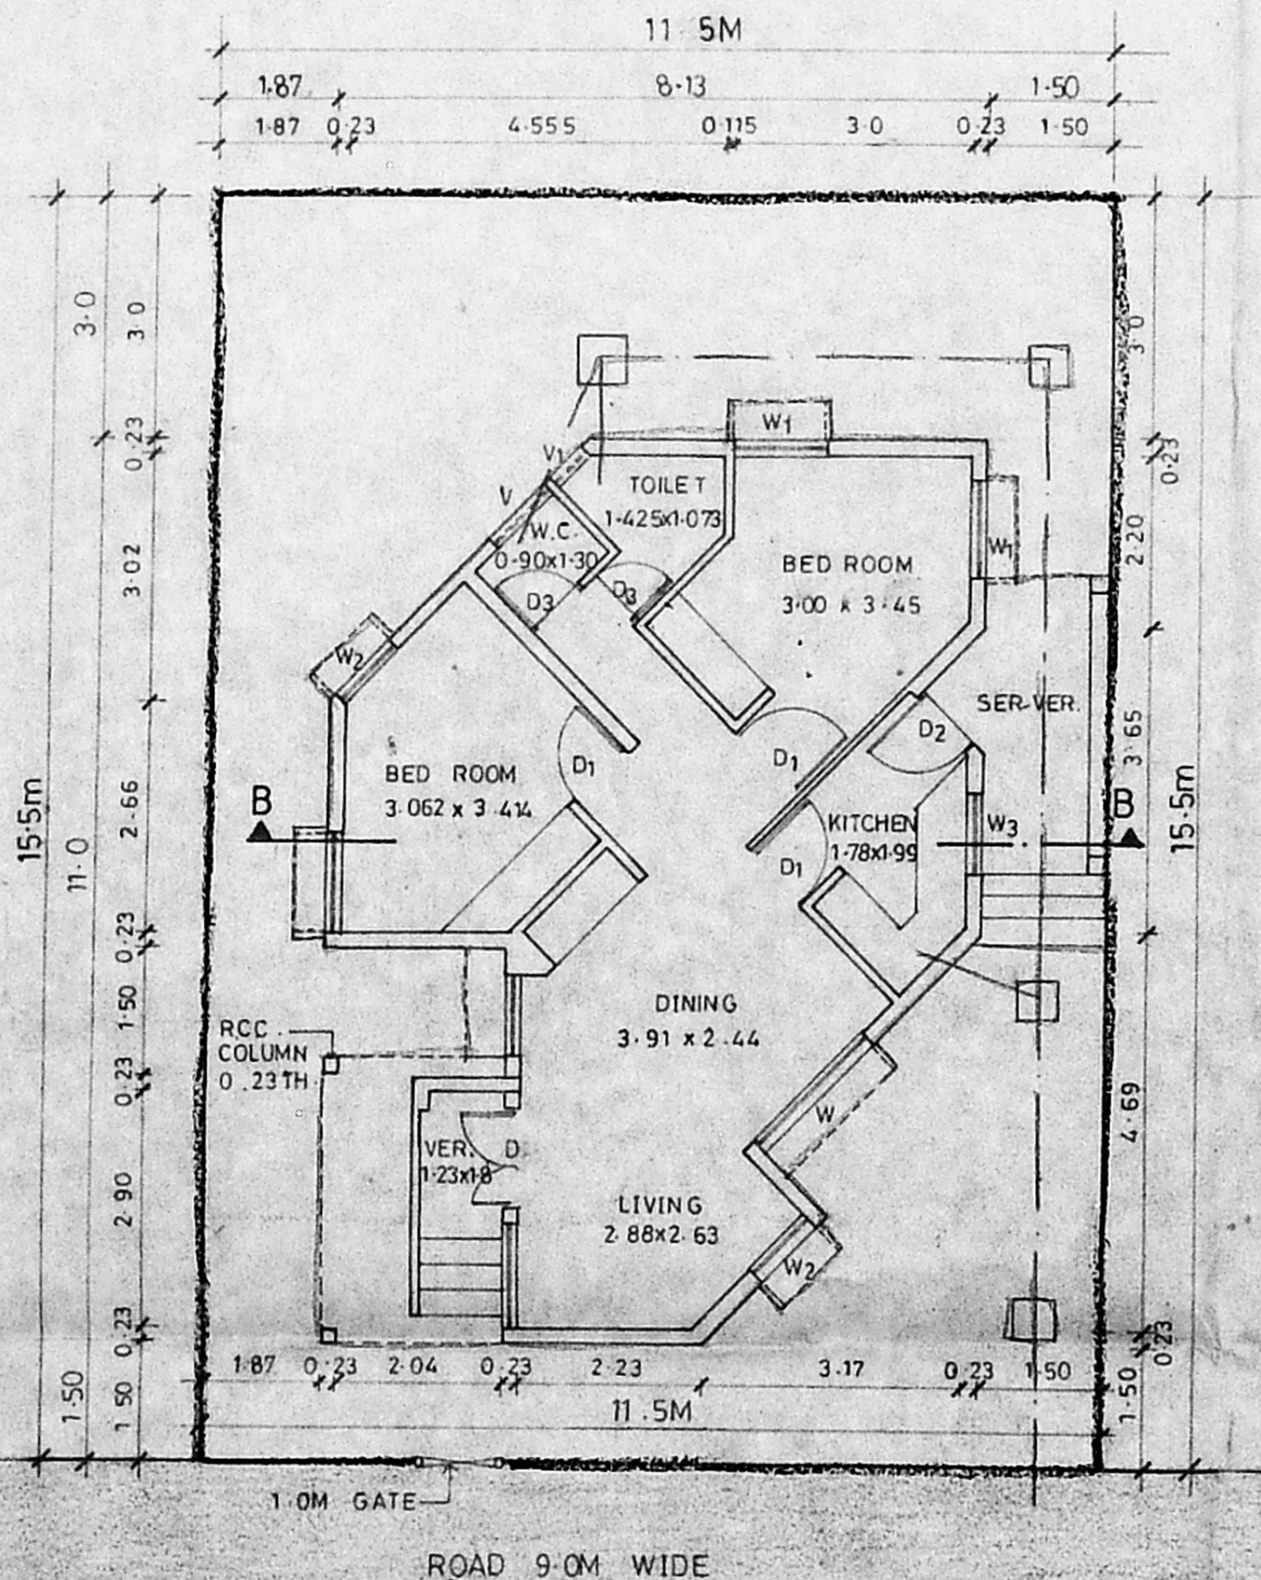 11.5M
1.87 8.13 1.50
1.87 0.23 4.555 0.115 3.0 0.23 1.50
3.0
3.0
3.0
0.23
0.23
W1
V1
V
TOILET
1.425x1.073
W.C.
0.90x1.30
W1
2.20
BED ROOM
3.00 x 3.45
D3
D3
3.02
W2
SER-VER.
D2
3.65
D1
D1
BED ROOM
3.062 x 3.414
2.66
15.5m
15.5m
B
B
KITCHEN
1.78x1.99
W3
D1
11.0
0.23
DINING
3.91 x 2.44
1.50
RCC
COLUMN
0.23TH.
0.23
W
4.69
VER.
1.23x1.8
D
2.90
LIVING
2.88x2.63
W2
0.23
0.23
1.87 0.23 2.04 0.23 2.23 3.17 0.23 1.50
1.50
1.50
1.50
11.5M
1.0M GATE
ROAD 9.0M WIDE